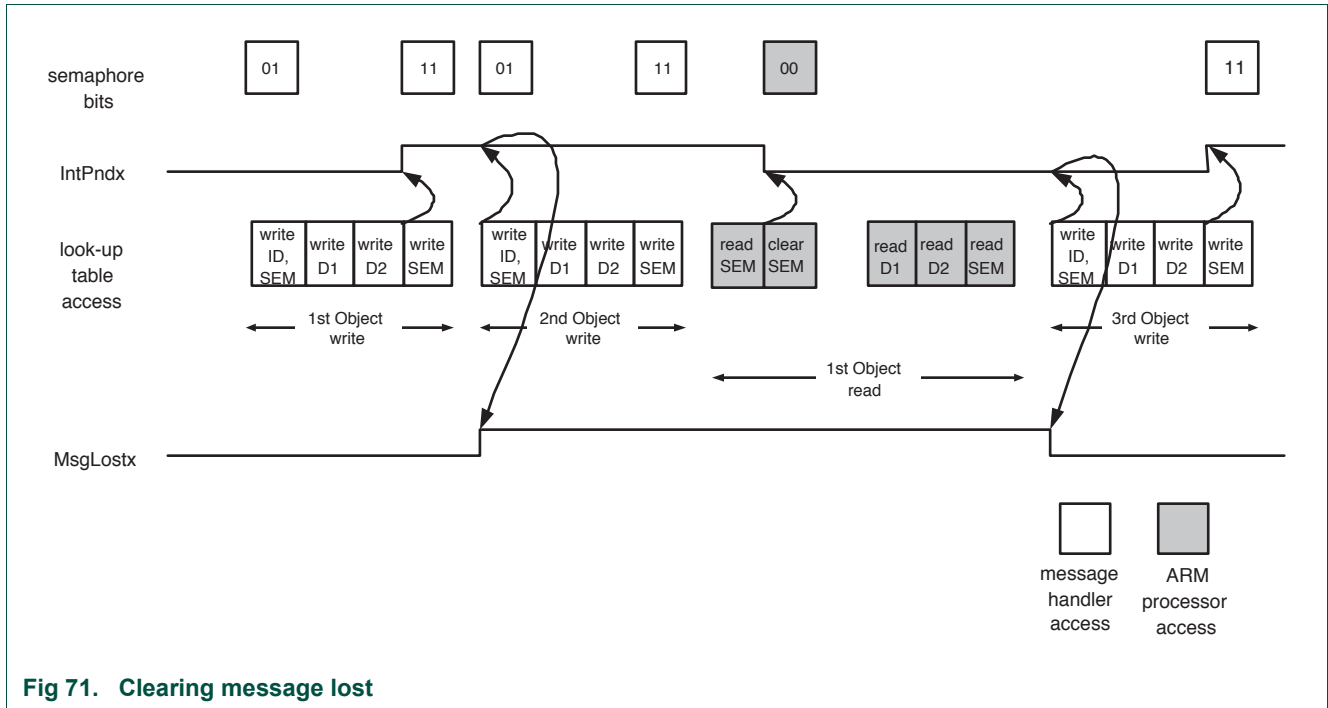 semaphore
bits
01
11
01
11
00
11
IntPndx
look-up
table
access
write
ID,
SEM
write
D1
write
D2
write
SEM
write
ID,
SEM
write
D1
write
D2
write
SEM
read
SEM
clear
SEM
read
D1
read
D2
read
SEM
write
ID,
SEM
write
D1
write
D2
write
SEM
1st Object
write
2nd Object
write
3rd Object
write
1st Object
read
MsgLostx
message
handler
access
ARM
processor
access
Fig 71. Clearing message lost